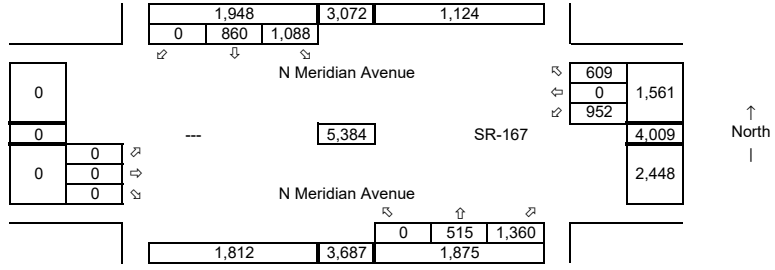 1,948 3,072 1,124
0 860 1,088
⬃ ⇩ ⬂
N Meridian Avenue
⬁ 609
0 ⇦ 0 1,561
⬃ 952
↑
0 --- 5,384 SR-167 4,009 North
0 ⬀ |
0 0 ⇨ 2,448
0 ⬂ N Meridian Avenue
⬁ ⇧ ⬀
0 515 1,360
1,812 3,687 1,875